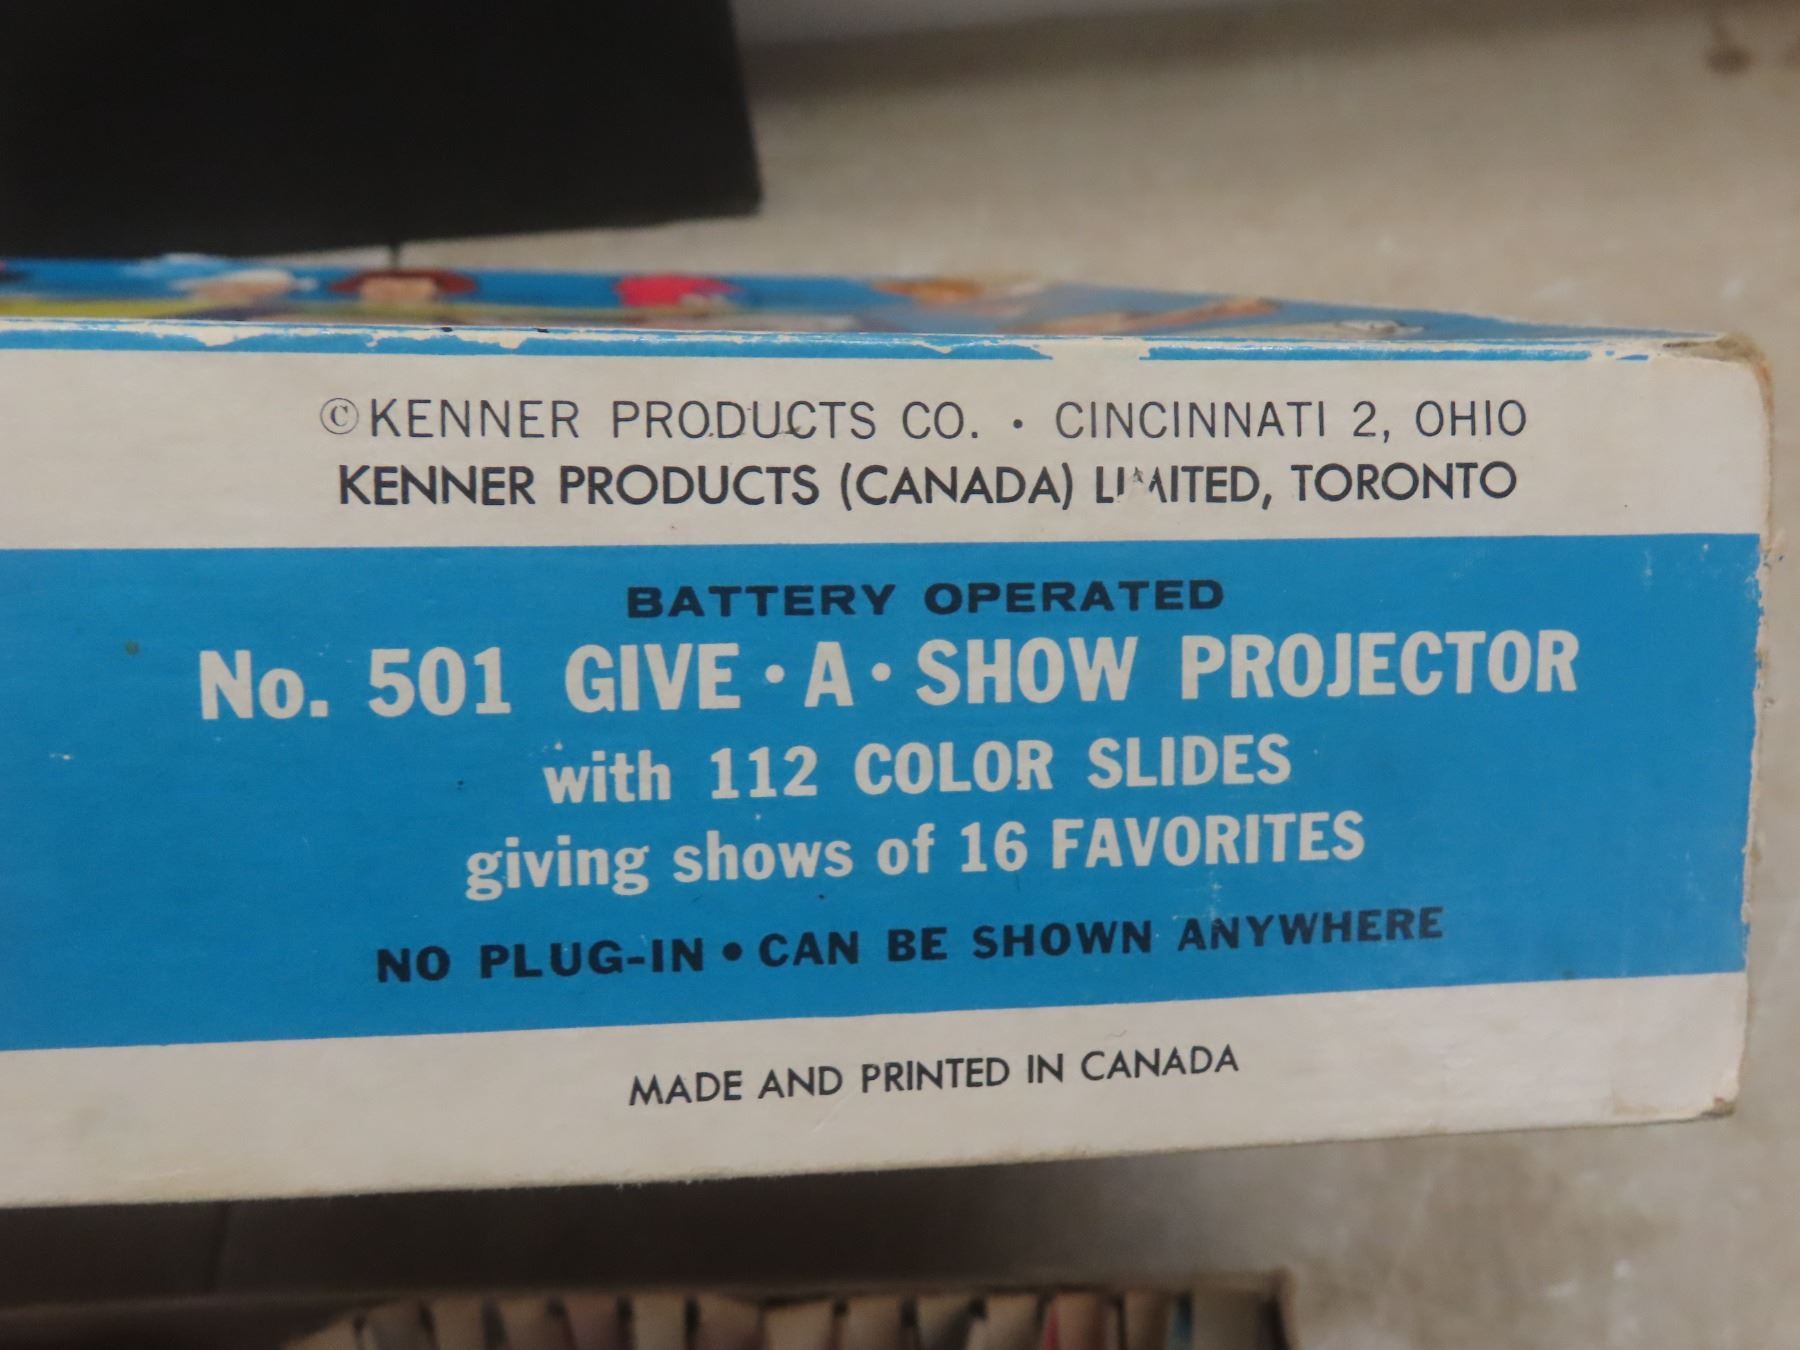 ©KENNER PRODUCTS CO. • CINCINNATI 2, OHIO
KENNER PRODUCTS (CANADA) LIMITED, TORONTO
BATTERY OPERATED
No. 501 GIVE • A • SHOW PROJECTOR
with 112 COLOR SLIDES
giving shows of 16 FAVORITES
NO PLUG-IN • CAN BE SHOWN ANYWHERE
MADE AND PRINTED IN CANADA